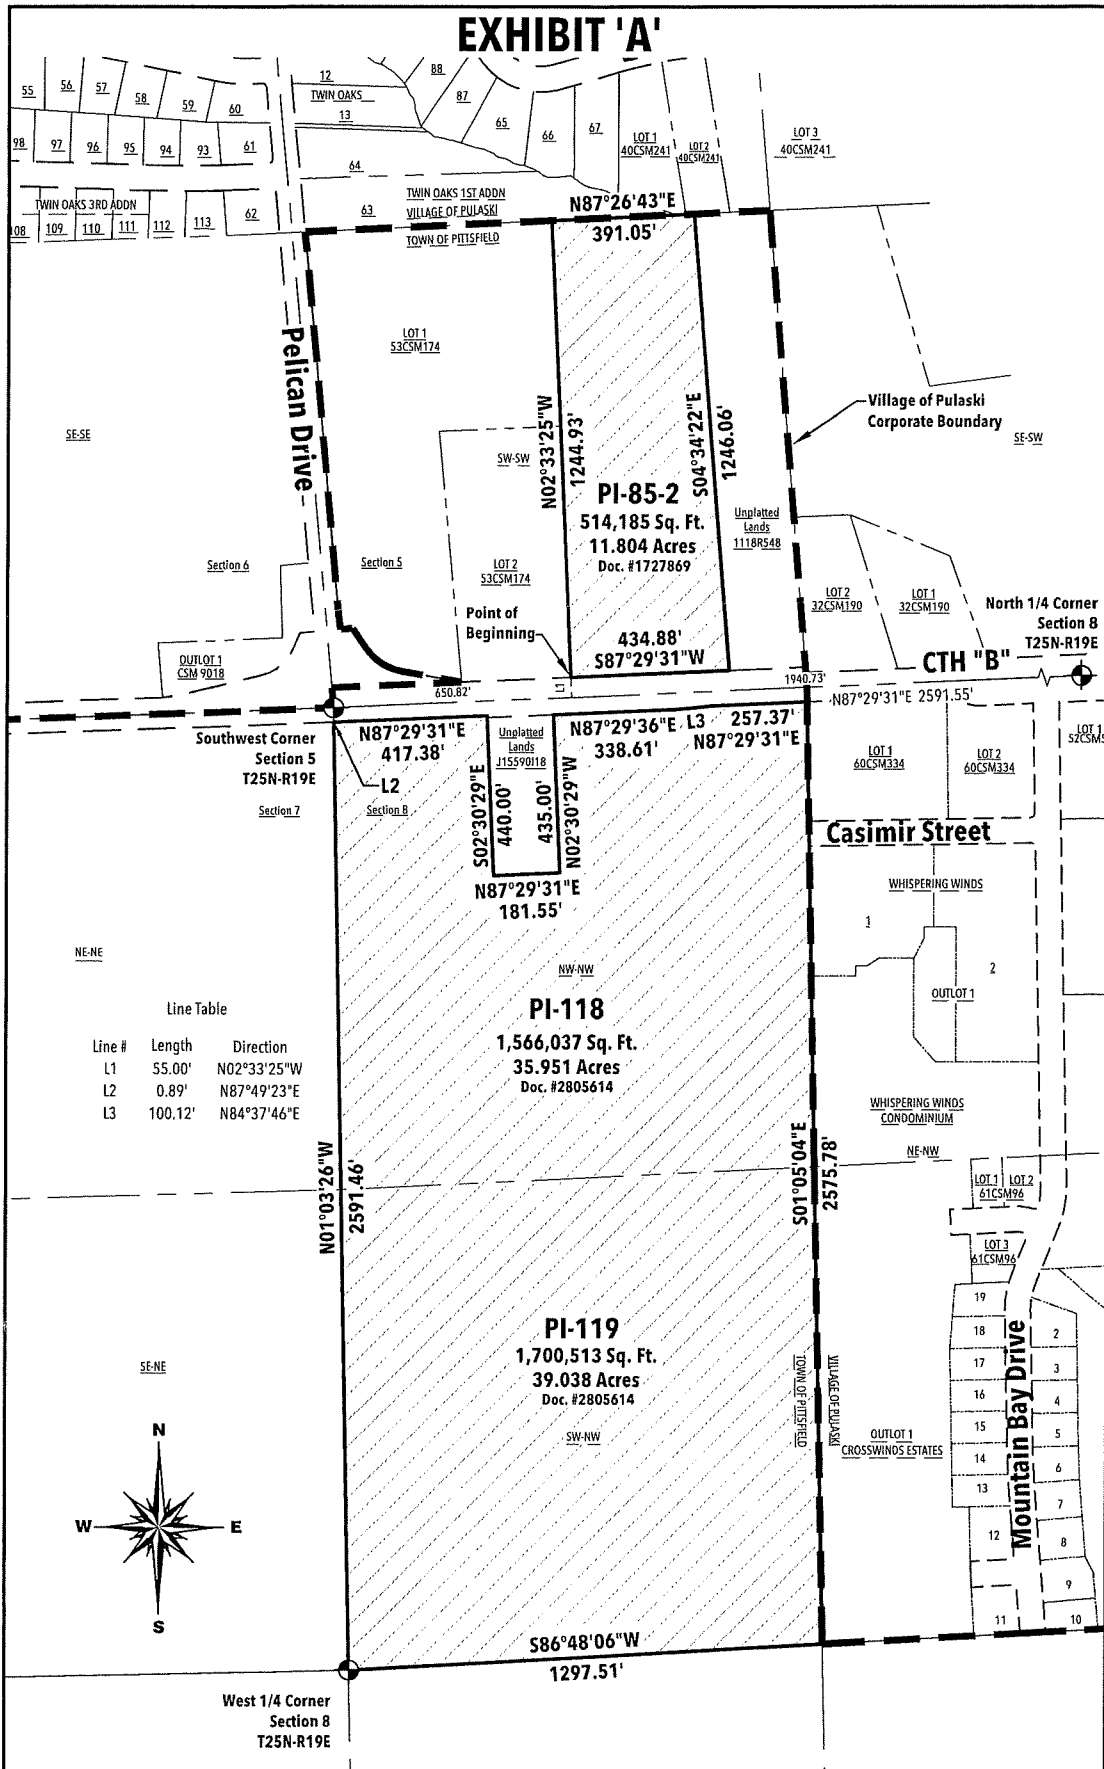 EXHIBIT 'A'
55
56
57
58
59
60
98
97
96
95
94
93
61
TWIN OAKS 3RD ADDN
108
109
110
111
112
113
62
12
TWIN OAKS
13
64
63
88
87
65
66
67
LOT 1
40CSM241
LOT 2
40CSM241
LOT 3
40CSM241
TWIN OAKS 1ST ADDN
VILLAGE OF PULASKI
TOWN OF PITTSFIELD
N87°26'43"E
391.05'
Pelican Drive
LOT 1
53CSM174
SE-SE
SW-SW
N02°33'25"W
1244.93'
S04°34'22"E
1246.06'
PI-85-2
514,185 Sq. Ft.
11.804 Acres
Doc. #1727869
Village of Pulaski
Corporate Boundary
SE-SW
Unplatted
Lands
1118R548
Section 6
Section 5
LOT 2
53CSM174
Point of
Beginning
LOT 2
32CSM190
LOT 1
32CSM190
North 1/4 Corner
Section 8
T25N-R19E
434.88'
S87°29'31"W
CTH "B"
OUTLOT 1
CSM 9018
650.82'
L1
1940.73'
N87°29'31"E 2591.55'
Southwest Corner
Section 5
T25N-R19E
N87°29'31"E
417.38'
L2
Unplatted
Lands
J15590I18
N87°29'36"E
338.61'
L3
257.37'
N87°29'31"E
LOT 1
60CSM334
LOT 2
60CSM334
LOT 1
52CSM5
Section 7
Section 8
S02°30'29"E
440.00'
435.00'
N02°30'29"W
N87°29'31"E
181.55'
Casimir Street
WHISPERING WINDS
1
2
OUTLOT 1
NE-NE
NW-NW
PI-118
1,566,037 Sq. Ft.
35.951 Acres
Doc. #2805614
Line Table
Line # Length Direction
L1 55.00' N02°33'25"W
L2 0.89' N87°49'23"E
L3 100.12' N84°37'46"E
WHISPERING WINDS
CONDOMINIUM
NE-NW
N01°03'26"W
2591.46'
S01°05'04"E
2575.78'
LOT 1
LOT 2
61CSM96
LOT 3
61CSM96
PI-119
1,700,513 Sq. Ft.
39.038 Acres
Doc. #2805614
SE-NE
SW-NW
TOWN OF PITTSFIELD
VILLAGE OF PULASKI
OUTLOT 1
CROSSWINDS ESTATES
Mountain Bay Drive
19
18
17
16
15
14
13
12
11
2
3
4
5
6
7
8
9
10
N
W
E
S
S86°48'06"W
1297.51'
West 1/4 Corner
Section 8
T25N-R19E